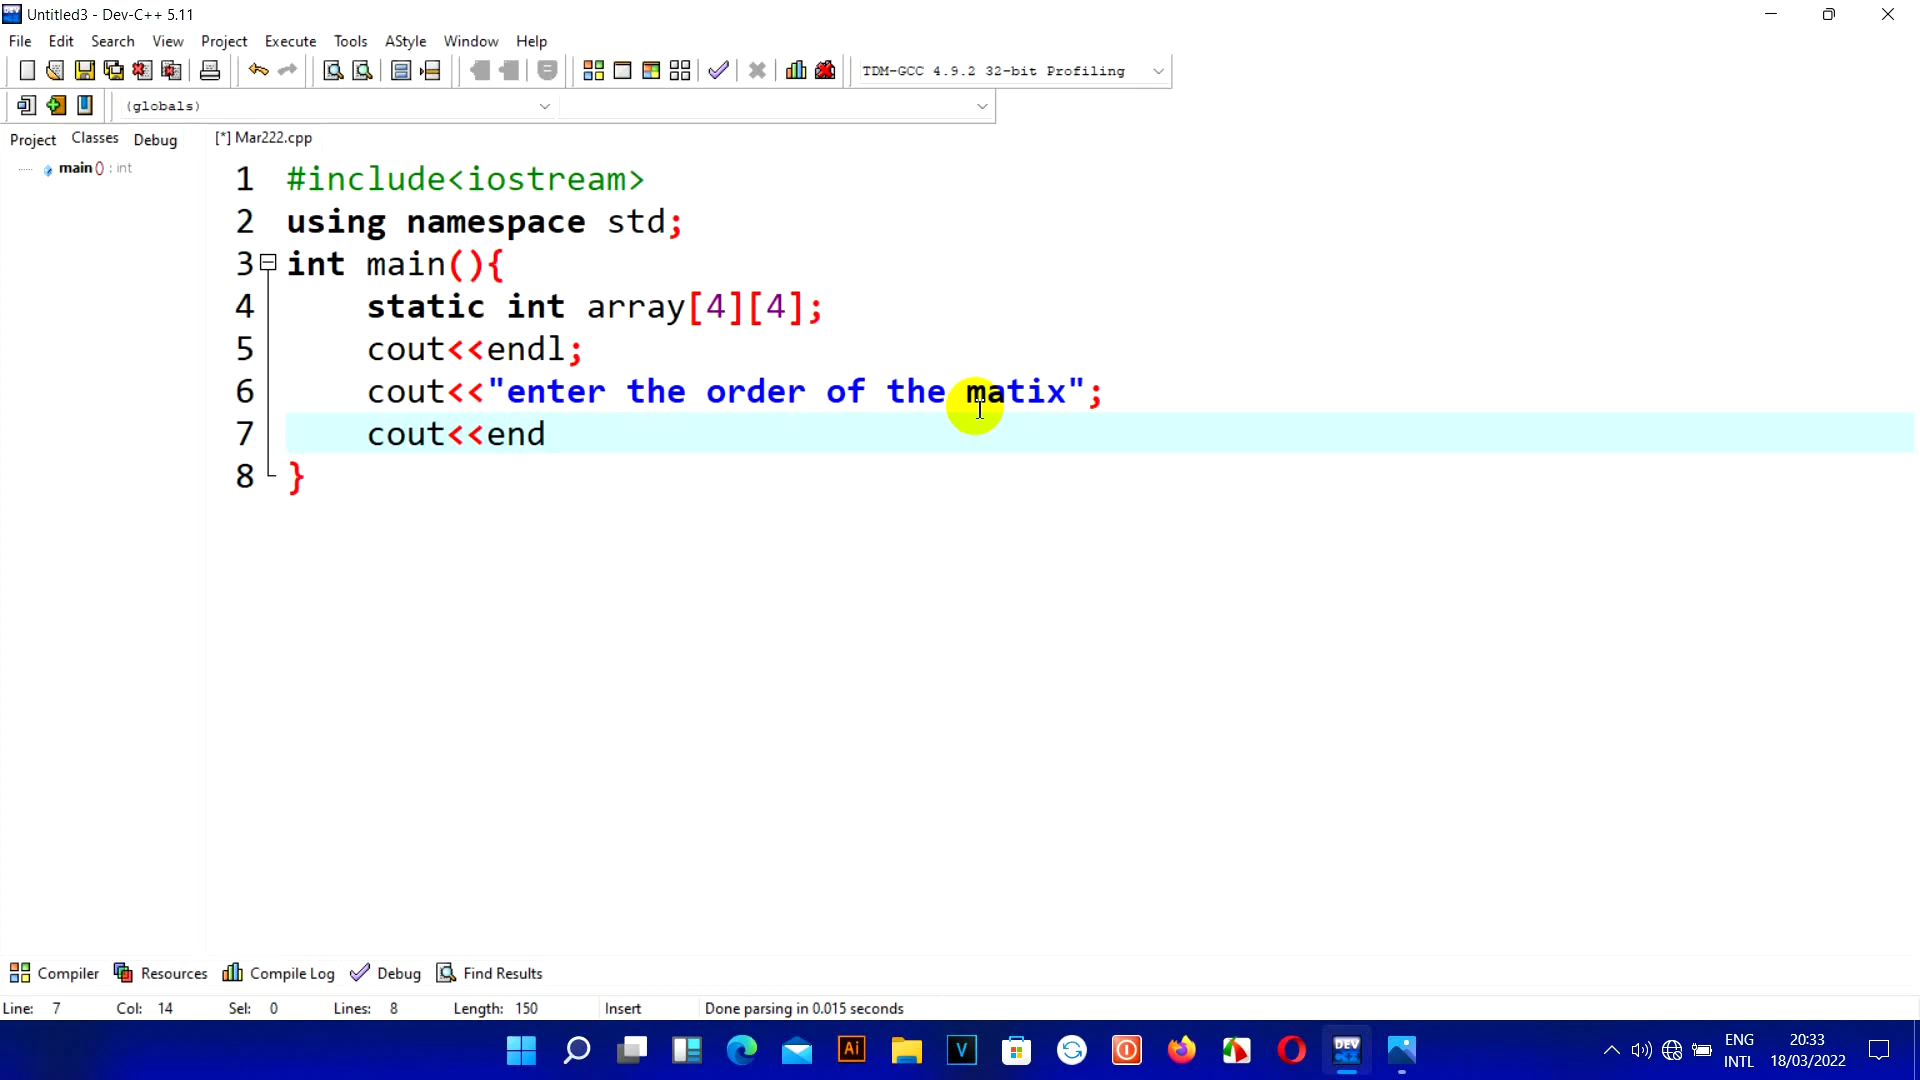 Untitled3 - Dev-C++ 5.11
File Edit Search View Project Execute Tools AStyle Window Help
TDM-GCC 4.9.2 32-bit Profiling
(globals)
Project Classes Debug [*] Mar222.cpp
main () : int
1 #include<iostream>
2 using namespace std;
3 int main(){
4 static int array[4][4];
5 cout<<endl;
6 cout<<"enter the order of the matix";
7 cout<<end
8 }
Compiler Resources Compile Log Debug Find Results
Line: 7 Col: 14 Sel: 0 Lines: 8 Length: 150 Insert Done parsing in 0.015 seconds
DEV
Ai V DEV
ENG 20:33
INTL 18/03/2022